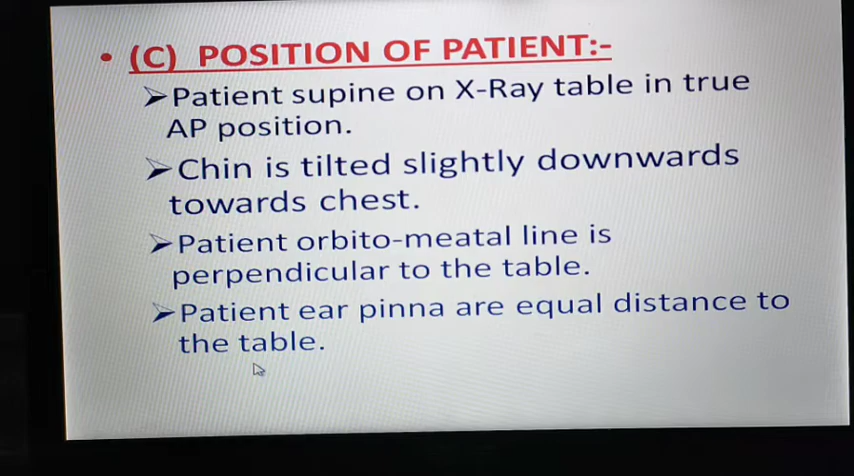 • (C) POSITION OF PATIENT:-
➢Patient supine on X-Ray table in true
AP position.
➢Chin is tilted slightly downwards
towards chest.
➢Patient orbito-meatal line is
perpendicular to the table.
➢Patient ear pinna are equal distance to
the table.